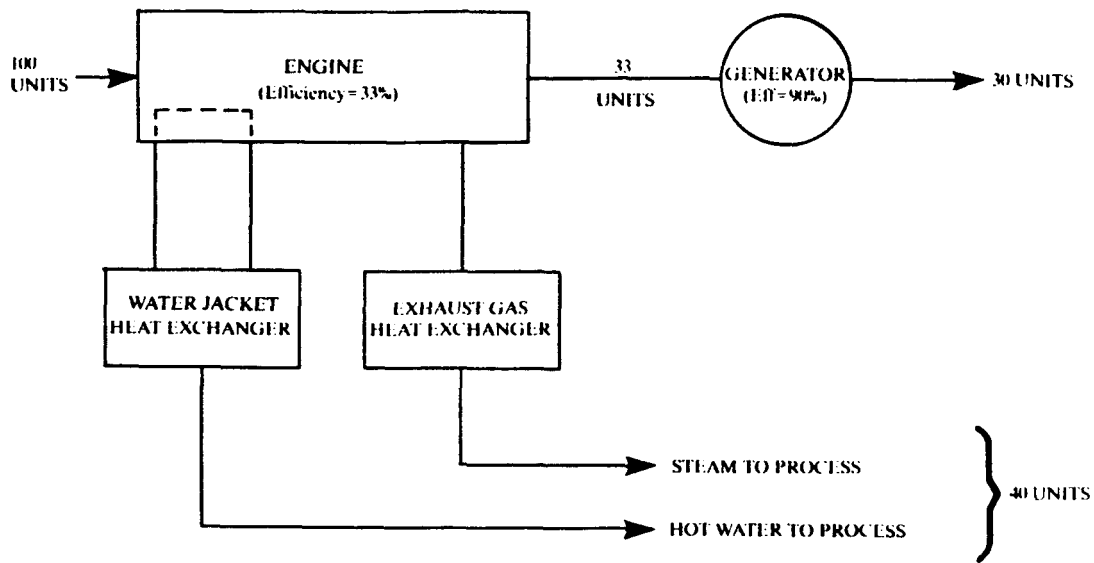 100
UNITS
ENGINE
(Efficiency = 33%)
33
UNITS
GENERATOR
(Eff = 90%)
30 UNITS
WATER JACKET
HEAT EXCHANGER
EXHAUST GAS
HEAT EXCHANGER
STEAM TO PROCESS
HOT WATER TO PROCESS
40 UNITS